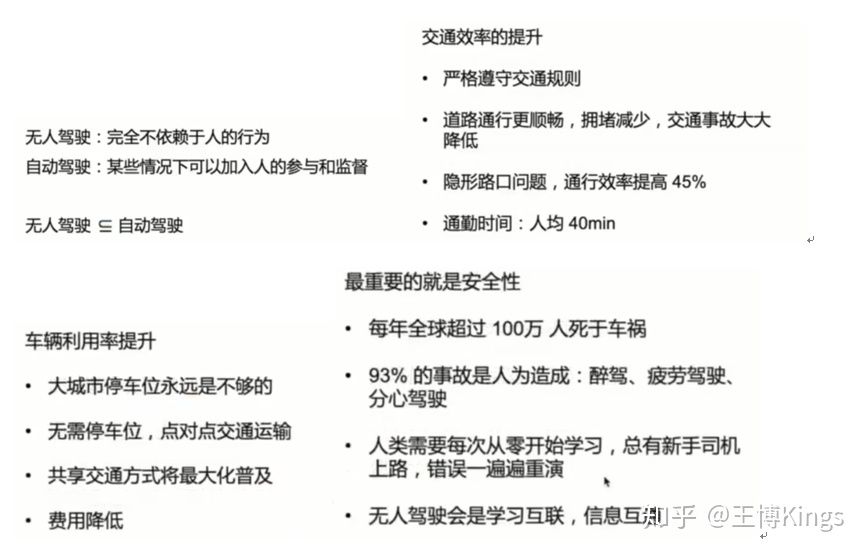 交通效率的提升
• 严格遵守交通规则
• 道路通行更顺畅，拥堵减少，交通事故大大
降低
• 隐形路口问题，通行效率提高 45%
• 通勤时间：人均 40min
无人驾驶：完全不依赖于人的行为
自动驾驶：某些情况下可以加入人的参与和监督
无人驾驶 ⊆ 自动驾驶
最重要的就是安全性
• 每年全球超过 100万 人死于车祸
• 93% 的事故是人为造成：醉驾、疲劳驾驶、
分心驾驶
• 人类需要每次从零开始学习，总有新手司机
上路，错误一遍遍重演
• 无人驾驶会是学习互联，信息互
车辆利用率提升
• 大城市停车位永远是不够的
• 无需停车位，点对点交通运输
• 共享交通方式将最大化普及
• 费用降低
知乎 @王博Kings